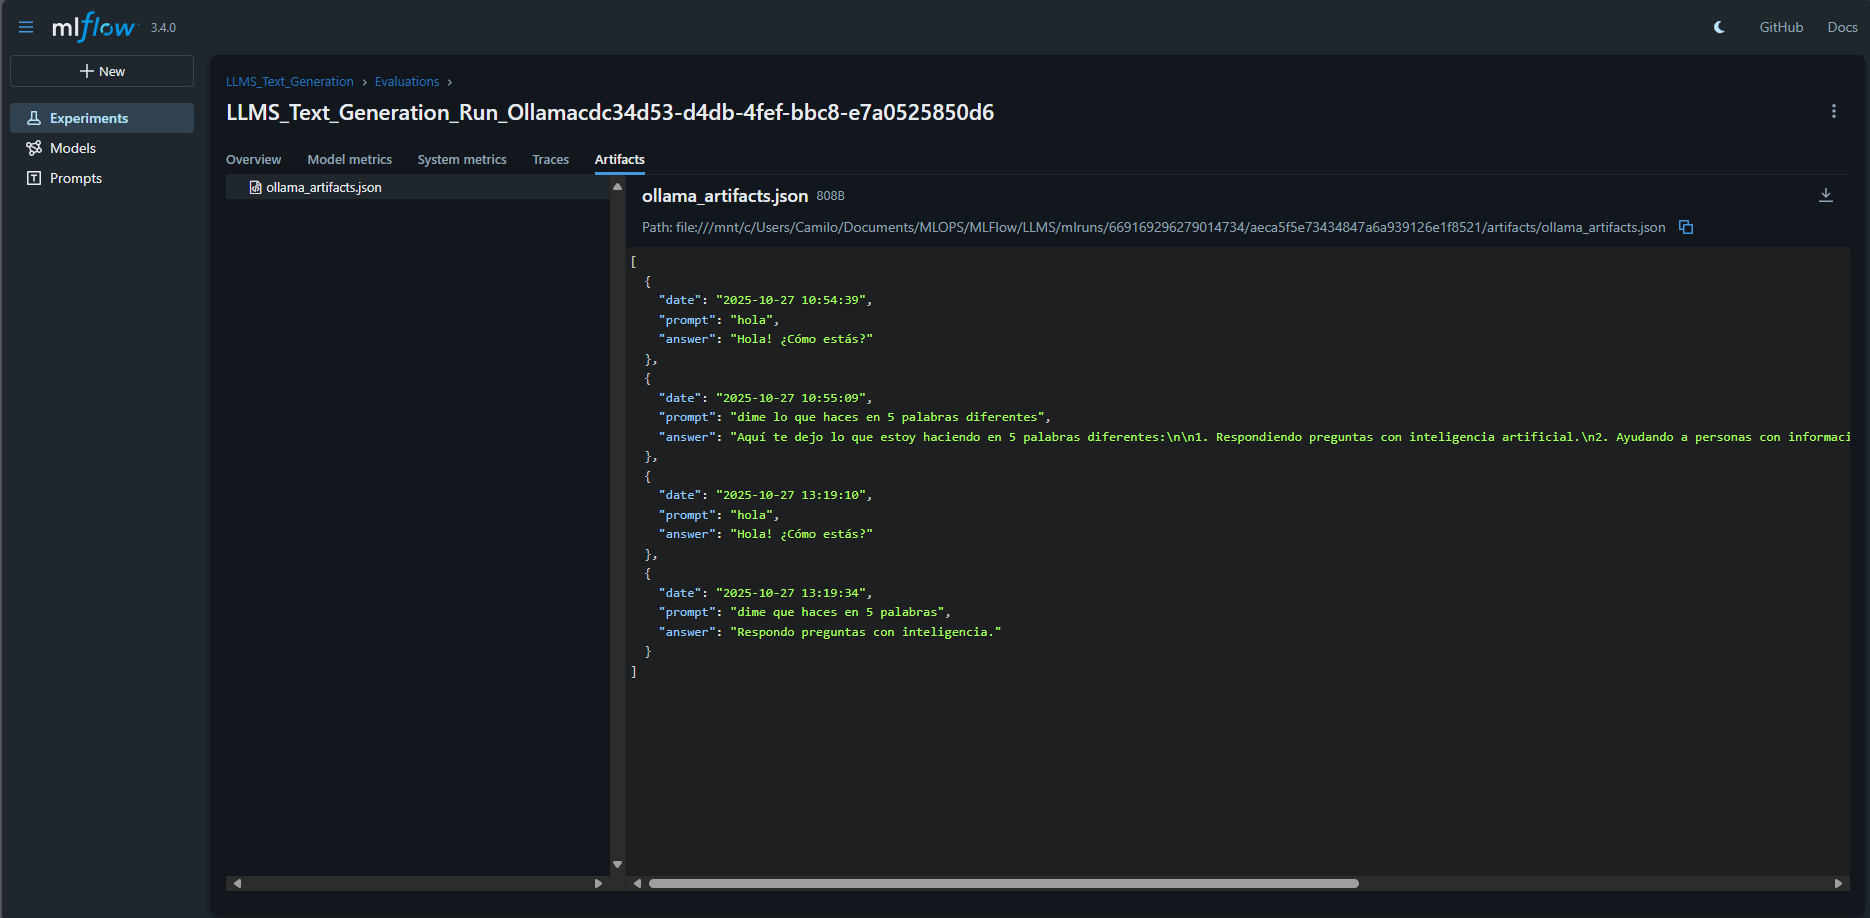 mlflow 3.4.0
GitHub Docs
New
Experiments
Models
Prompts
LLMS_Text_Generation › Evaluations ›
LLMS_Text_Generation_Run_Ollamacdc34d53-d4db-4fef-bbc8-e7a0525850d6
Overview Model metrics System metrics Traces Artifacts
ollama_artifacts.json
ollama_artifacts.json 808B
Path: file:///mnt/c/Users/Camilo/Documents/MLOPS/MLFlow/LLMS/mlruns/669169296279014734/aeca5f5e73434847a6a939126e1f8521/artifacts/ollama_artifacts.json
[
{
"date": "2025-10-27 10:54:39",
"prompt": "hola",
"answer": "Hola! ¿Cómo estás?"
},
{
"date": "2025-10-27 10:55:09",
"prompt": "dime lo que haces en 5 palabras diferentes",
"answer": "Aquí te dejo lo que estoy haciendo en 5 palabras diferentes:\n\n1. Respondiendo preguntas con inteligencia artificial.\n2. Ayudando a personas con informaci
},
{
"date": "2025-10-27 13:19:10",
"prompt": "hola",
"answer": "Hola! ¿Cómo estás?"
},
{
"date": "2025-10-27 13:19:34",
"prompt": "dime que haces en 5 palabras",
"answer": "Respondo preguntas con inteligencia."
}
]